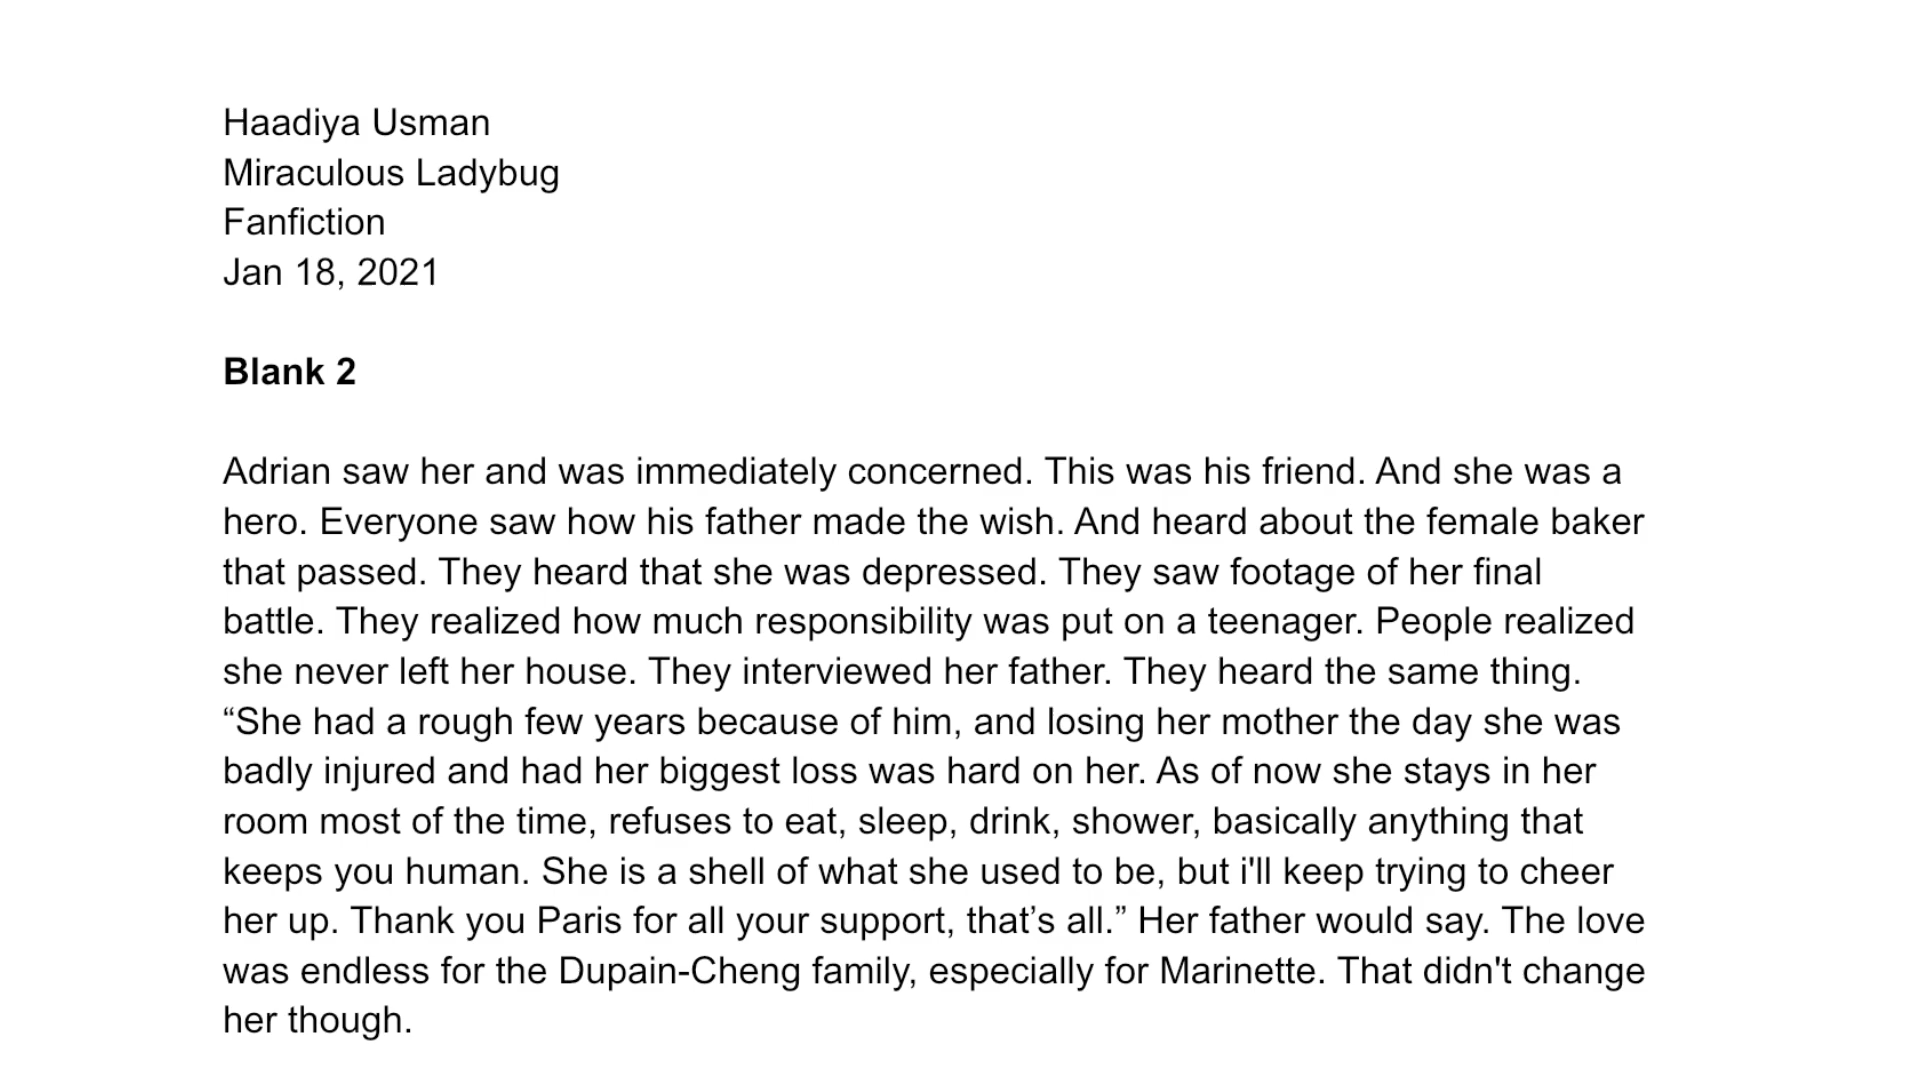 Haadiya Usman
Miraculous Ladybug
Fanfiction
Jan 18, 2021
Blank 2
Adrian saw her and was immediately concerned. This was his friend. And she was a
hero. Everyone saw how his father made the wish. And heard about the female baker
that passed. They heard that she was depressed. They saw footage of her final
battle. They realized how much responsibility was put on a teenager. People realized
she never left her house. They interviewed her father. They heard the same thing.
“She had a rough few years because of him, and losing her mother the day she was
badly injured and had her biggest loss was hard on her. As of now she stays in her
room most of the time, refuses to eat, sleep, drink, shower, basically anything that
keeps you human. She is a shell of what she used to be, but i'll keep trying to cheer
her up. Thank you Paris for all your support, that’s all.” Her father would say. The love
was endless for the Dupain-Cheng family, especially for Marinette. That didn't change
her though.